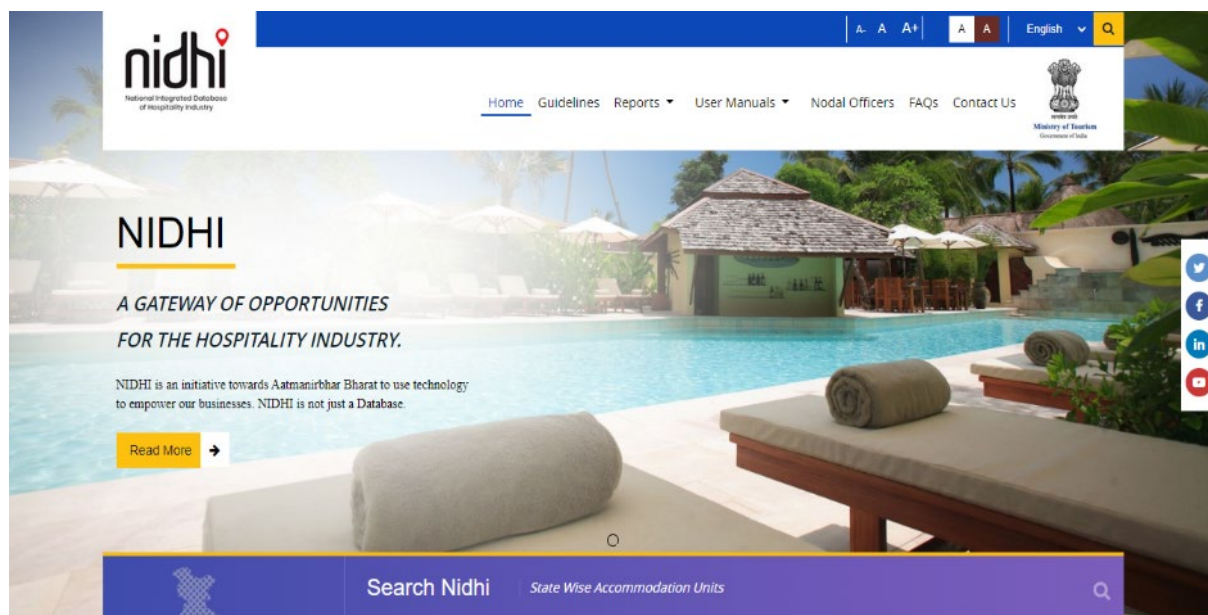 A- A A+ A A English
nidhi
National Integrated Database
of Hospitality Industry
Home Guidelines Reports User Manuals Nodal Officers FAQs Contact Us
सत्यमेव जयते
Ministry of Tourism
Government of India
NIDHI
A GATEWAY OF OPPORTUNITIES
FOR THE HOSPITALITY INDUSTRY.
NIDHI is an initiative towards Aatmanirbhar Bharat to use technology
to empower our businesses. NIDHI is not just a Database.
Read More
Search Nidhi State Wise Accommodation Units